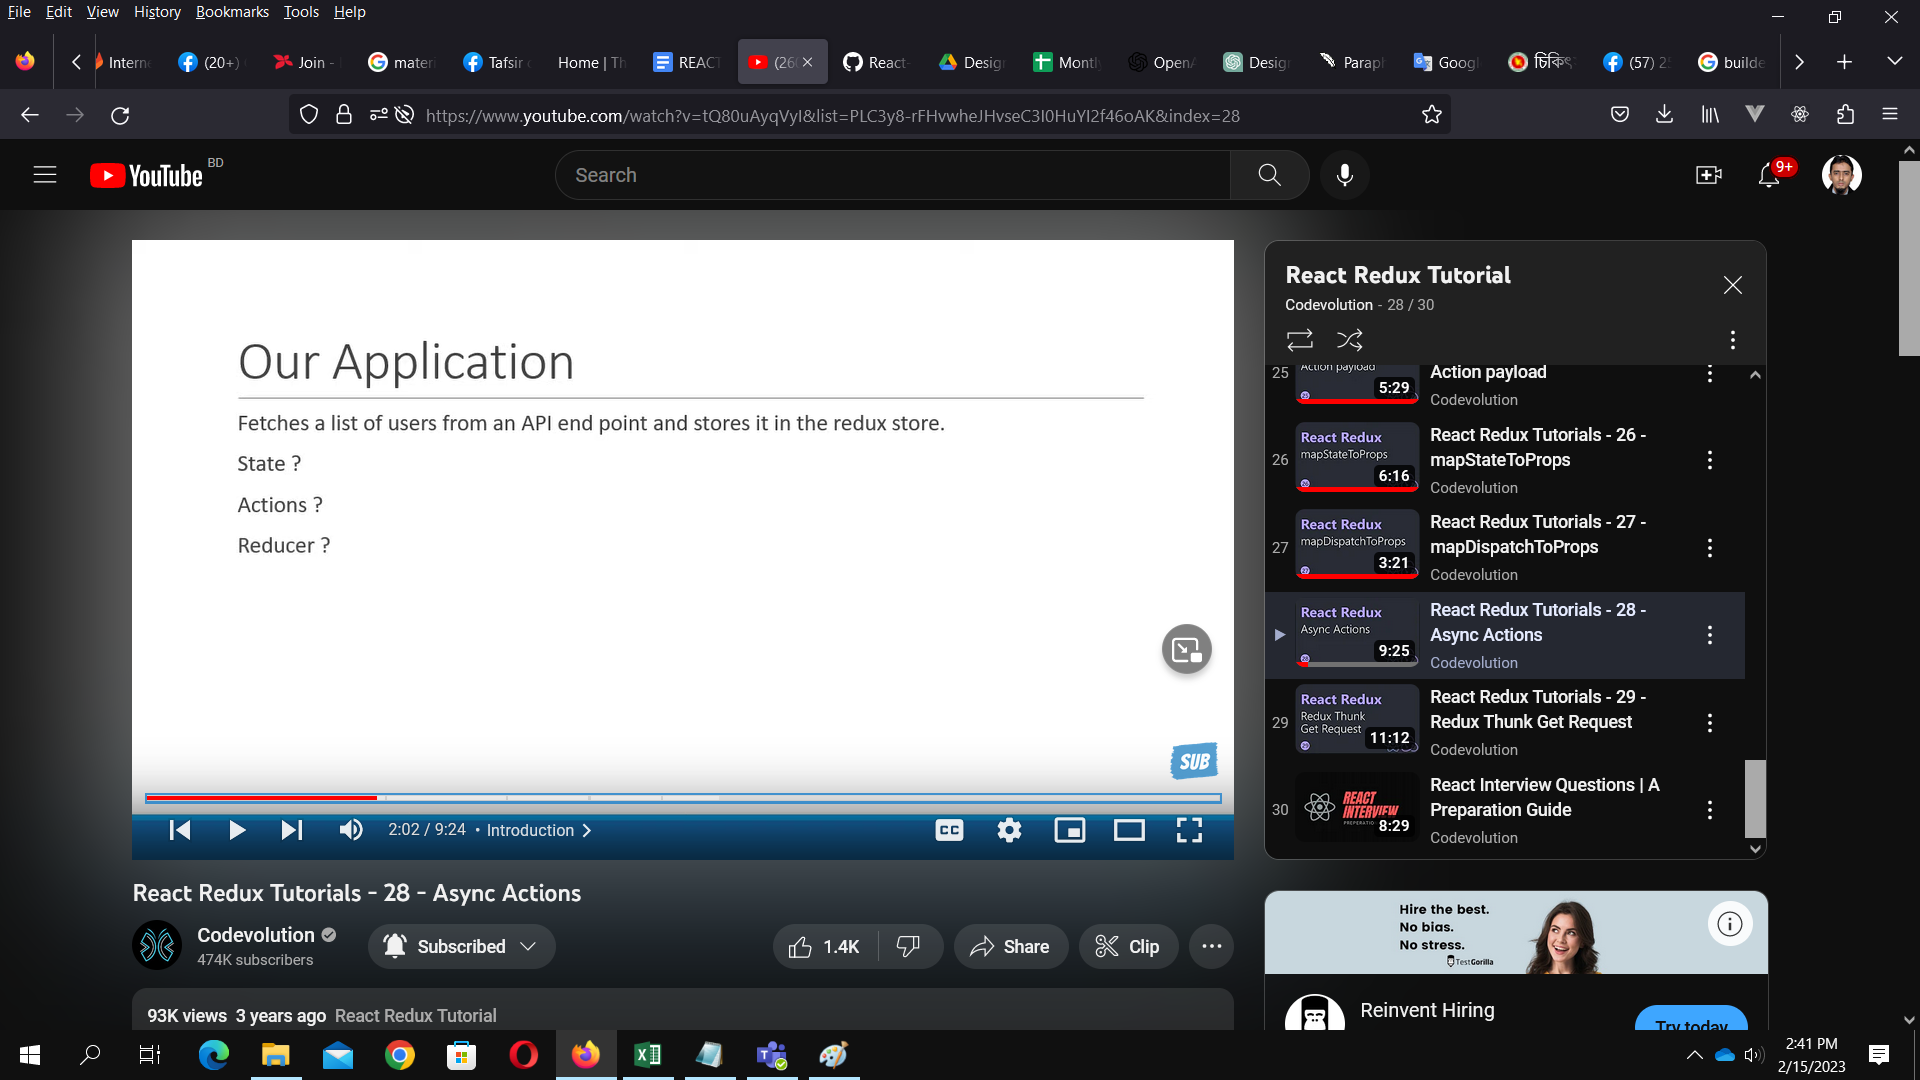 File Edit View History Bookmarks Tools Help
Interne (20+) Join - materi Tafsir Home | Th REACT (26 React- Design Month OpenA Design Paraph Googl চিকিৎ (57) builde
https://www.youtube.com/watch?v=tQ80uAyqVyI&list=PLC3y8-rFHvwheJHvseC3I0HuYI2f46oAK&index=28
YouTube BD
Search
9+
Our Application
Fetches a list of users from an API end point and stores it in the redux store.
State ?
Actions ?
Reducer ?
SUB
2:02 / 9:24 • Introduction
CC
React Redux Tutorials - 28 - Async Actions
Codevolution
474K subscribers
Subscribed
1.4K
Share
Clip
93K views 3 years ago React Redux Tutorial
React Redux Tutorial
Codevolution - 28 / 30
25
Action payload
5:29
Action payload
Codevolution
26
React Redux
mapStateToProps
6:16
React Redux Tutorials - 26 -
mapStateToProps
Codevolution
27
React Redux
mapDispatchToProps
3:21
React Redux Tutorials - 27 -
mapDispatchToProps
Codevolution
React Redux
Async Actions
9:25
React Redux Tutorials - 28 -
Async Actions
Codevolution
29
React Redux
Redux Thunk
Get Request
11:12
React Redux Tutorials - 29 -
Redux Thunk Get Request
Codevolution
30
REACT
INTERVIEW
8:29
React Interview Questions | A
Preparation Guide
Codevolution
Hire the best.
No bias.
No stress.
TestGorilla
Reinvent Hiring
Try today
2:41 PM
2/15/2023